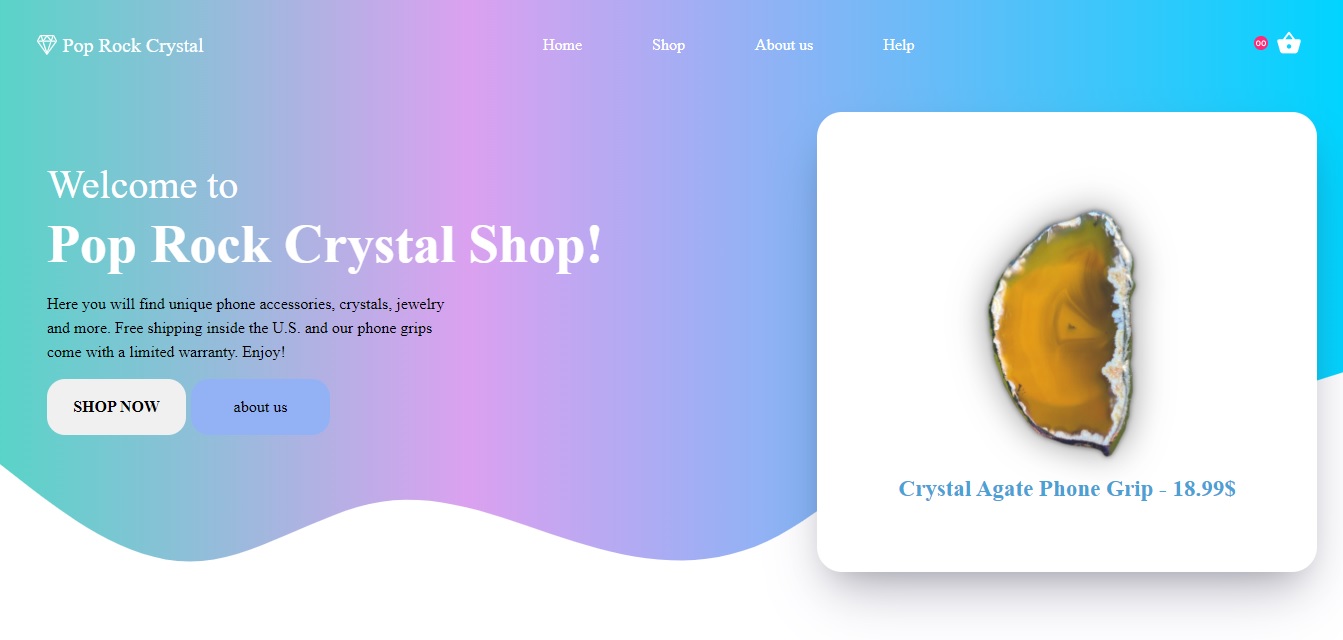 Pop Rock Crystal
Home
Shop
About us
Help
00
Welcome to
Pop Rock Crystal Shop!
Here you will find unique phone accessories, crystals, jewelry
and more. Free shipping inside the U.S. and our phone grips
come with a limited warranty. Enjoy!
SHOP NOW
about us
Crystal Agate Phone Grip - 18.99$